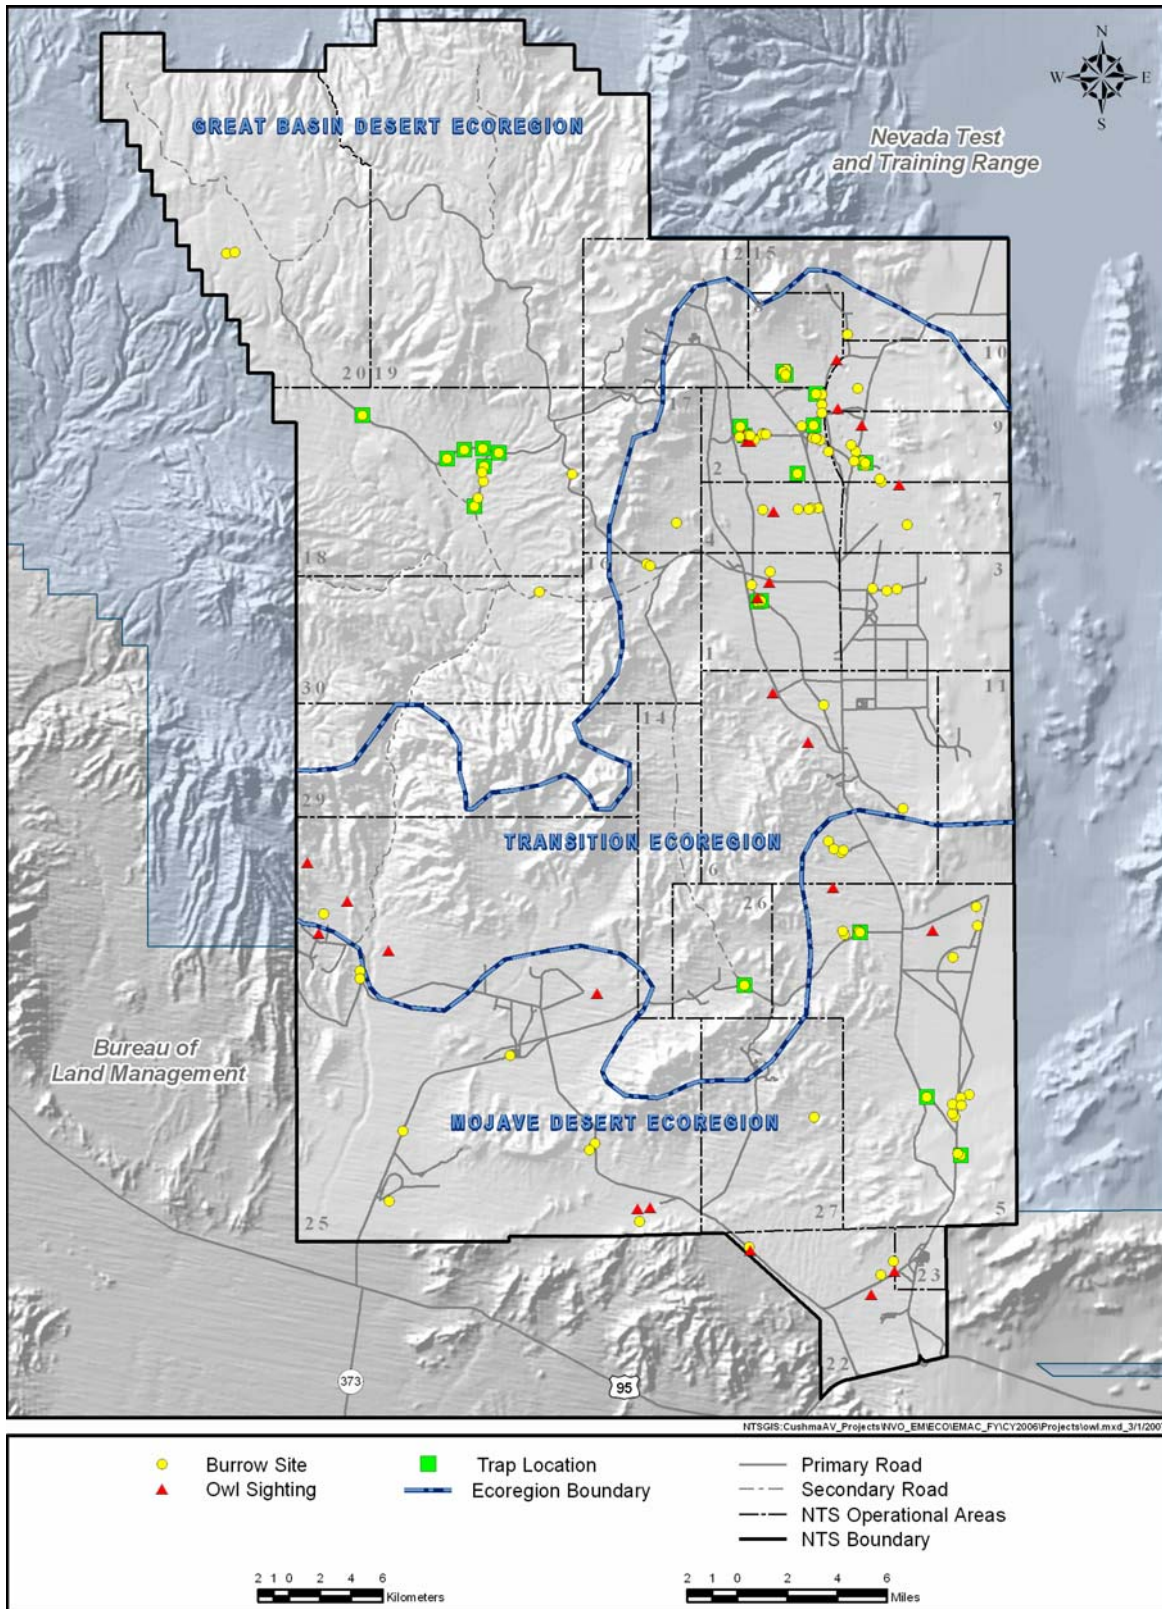 N
W E
S
GREAT BASIN DESERT ECOREGION
Nevada Test
and Training Range
12 15
8
10
20 19
17
9
2
7
18
16
4
3
1
30
14
11
29
TRANSITION ECOREGION
6
26
Bureau of
Land Management
MOJAVE DESERT ECOREGION
25
27
5
23
22
373
95
NTSGIS:CushmaAV_Projects\NVO_EM\ECO\EMAC_FY\CY2006\Projects\owl.mxd_3/1/2007
Burrow Site
Trap Location
Primary Road
Owl Sighting
Ecoregion Boundary
Secondary Road
NTS Operational Areas
NTS Boundary
2 1 0 2 4 6
Kilometers
2 1 0 2 4 6
Miles